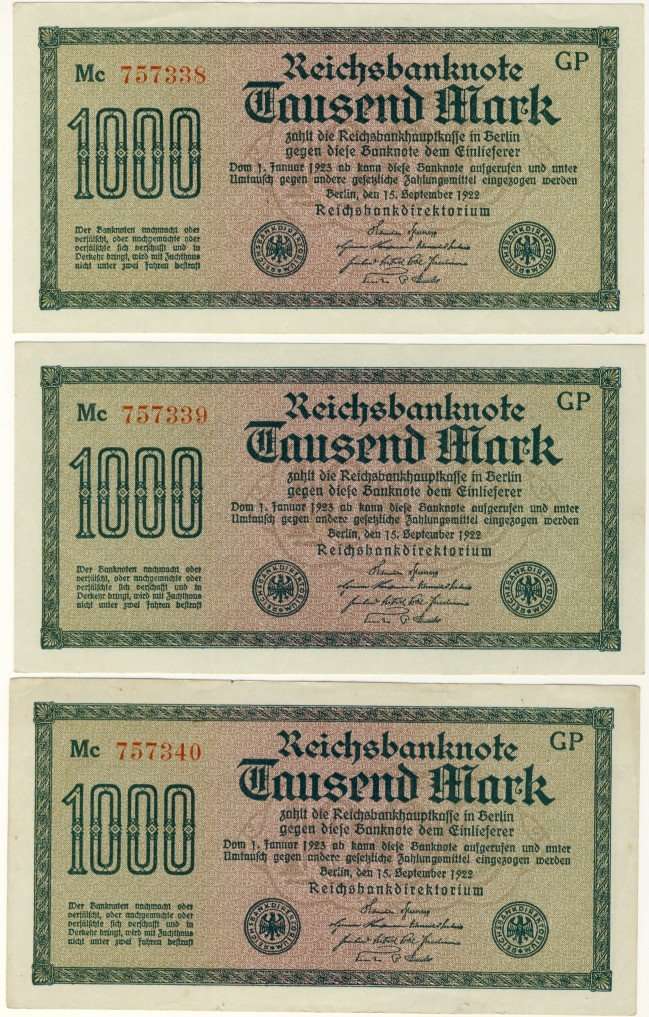 Mc 757338
GP
Reichsbanknote
1000
Tausend Mark
zahlt die Reichsbankhauptkasse in Berlin
gegen diese Banknote dem Einlieferer
Vom 1. Januar 1923 ab kann diese Banknote aufgerufen und unter
Umtausch gegen andere gesetzliche Zahlungsmittel eingezogen werden
Berlin, den 15. September 1922
Reichsbankdirektorium
Wer Banknoten nachmacht oder
verfälscht, oder nachgemachte oder
verfälschte sich verschafft und in
Verkehr bringt, wird mit Zuchthaus
nicht unter zwei Jahren bestraft
REICHSBANKDIREKTORIUM
REICHSBANKDIREKTORIUM
Mc 757339
GP
Reichsbanknote
1000
Tausend Mark
zahlt die Reichsbankhauptkasse in Berlin
gegen diese Banknote dem Einlieferer
Vom 1. Januar 1923 ab kann diese Banknote aufgerufen und unter
Umtausch gegen andere gesetzliche Zahlungsmittel eingezogen werden
Berlin, den 15. September 1922
Reichsbankdirektorium
Wer Banknoten nachmacht oder
verfälscht, oder nachgemachte oder
verfälschte sich verschafft und in
Verkehr bringt, wird mit Zuchthaus
nicht unter zwei Jahren bestraft
REICHSBANKDIREKTORIUM
REICHSBANKDIREKTORIUM
Mc 757340
GP
Reichsbanknote
1000
Tausend Mark
zahlt die Reichsbankhauptkasse in Berlin
gegen diese Banknote dem Einlieferer
Vom 1. Januar 1923 ab kann diese Banknote aufgerufen und unter
Umtausch gegen andere gesetzliche Zahlungsmittel eingezogen werden
Berlin, den 15. September 1922
Reichsbankdirektorium
Wer Banknoten nachmacht oder
verfälscht, oder nachgemachte oder
verfälschte sich verschafft und in
Verkehr bringt, wird mit Zuchthaus
nicht unter zwei Jahren bestraft
REICHSBANKDIREKTORIUM
REICHSBANKDIREKTORIUM